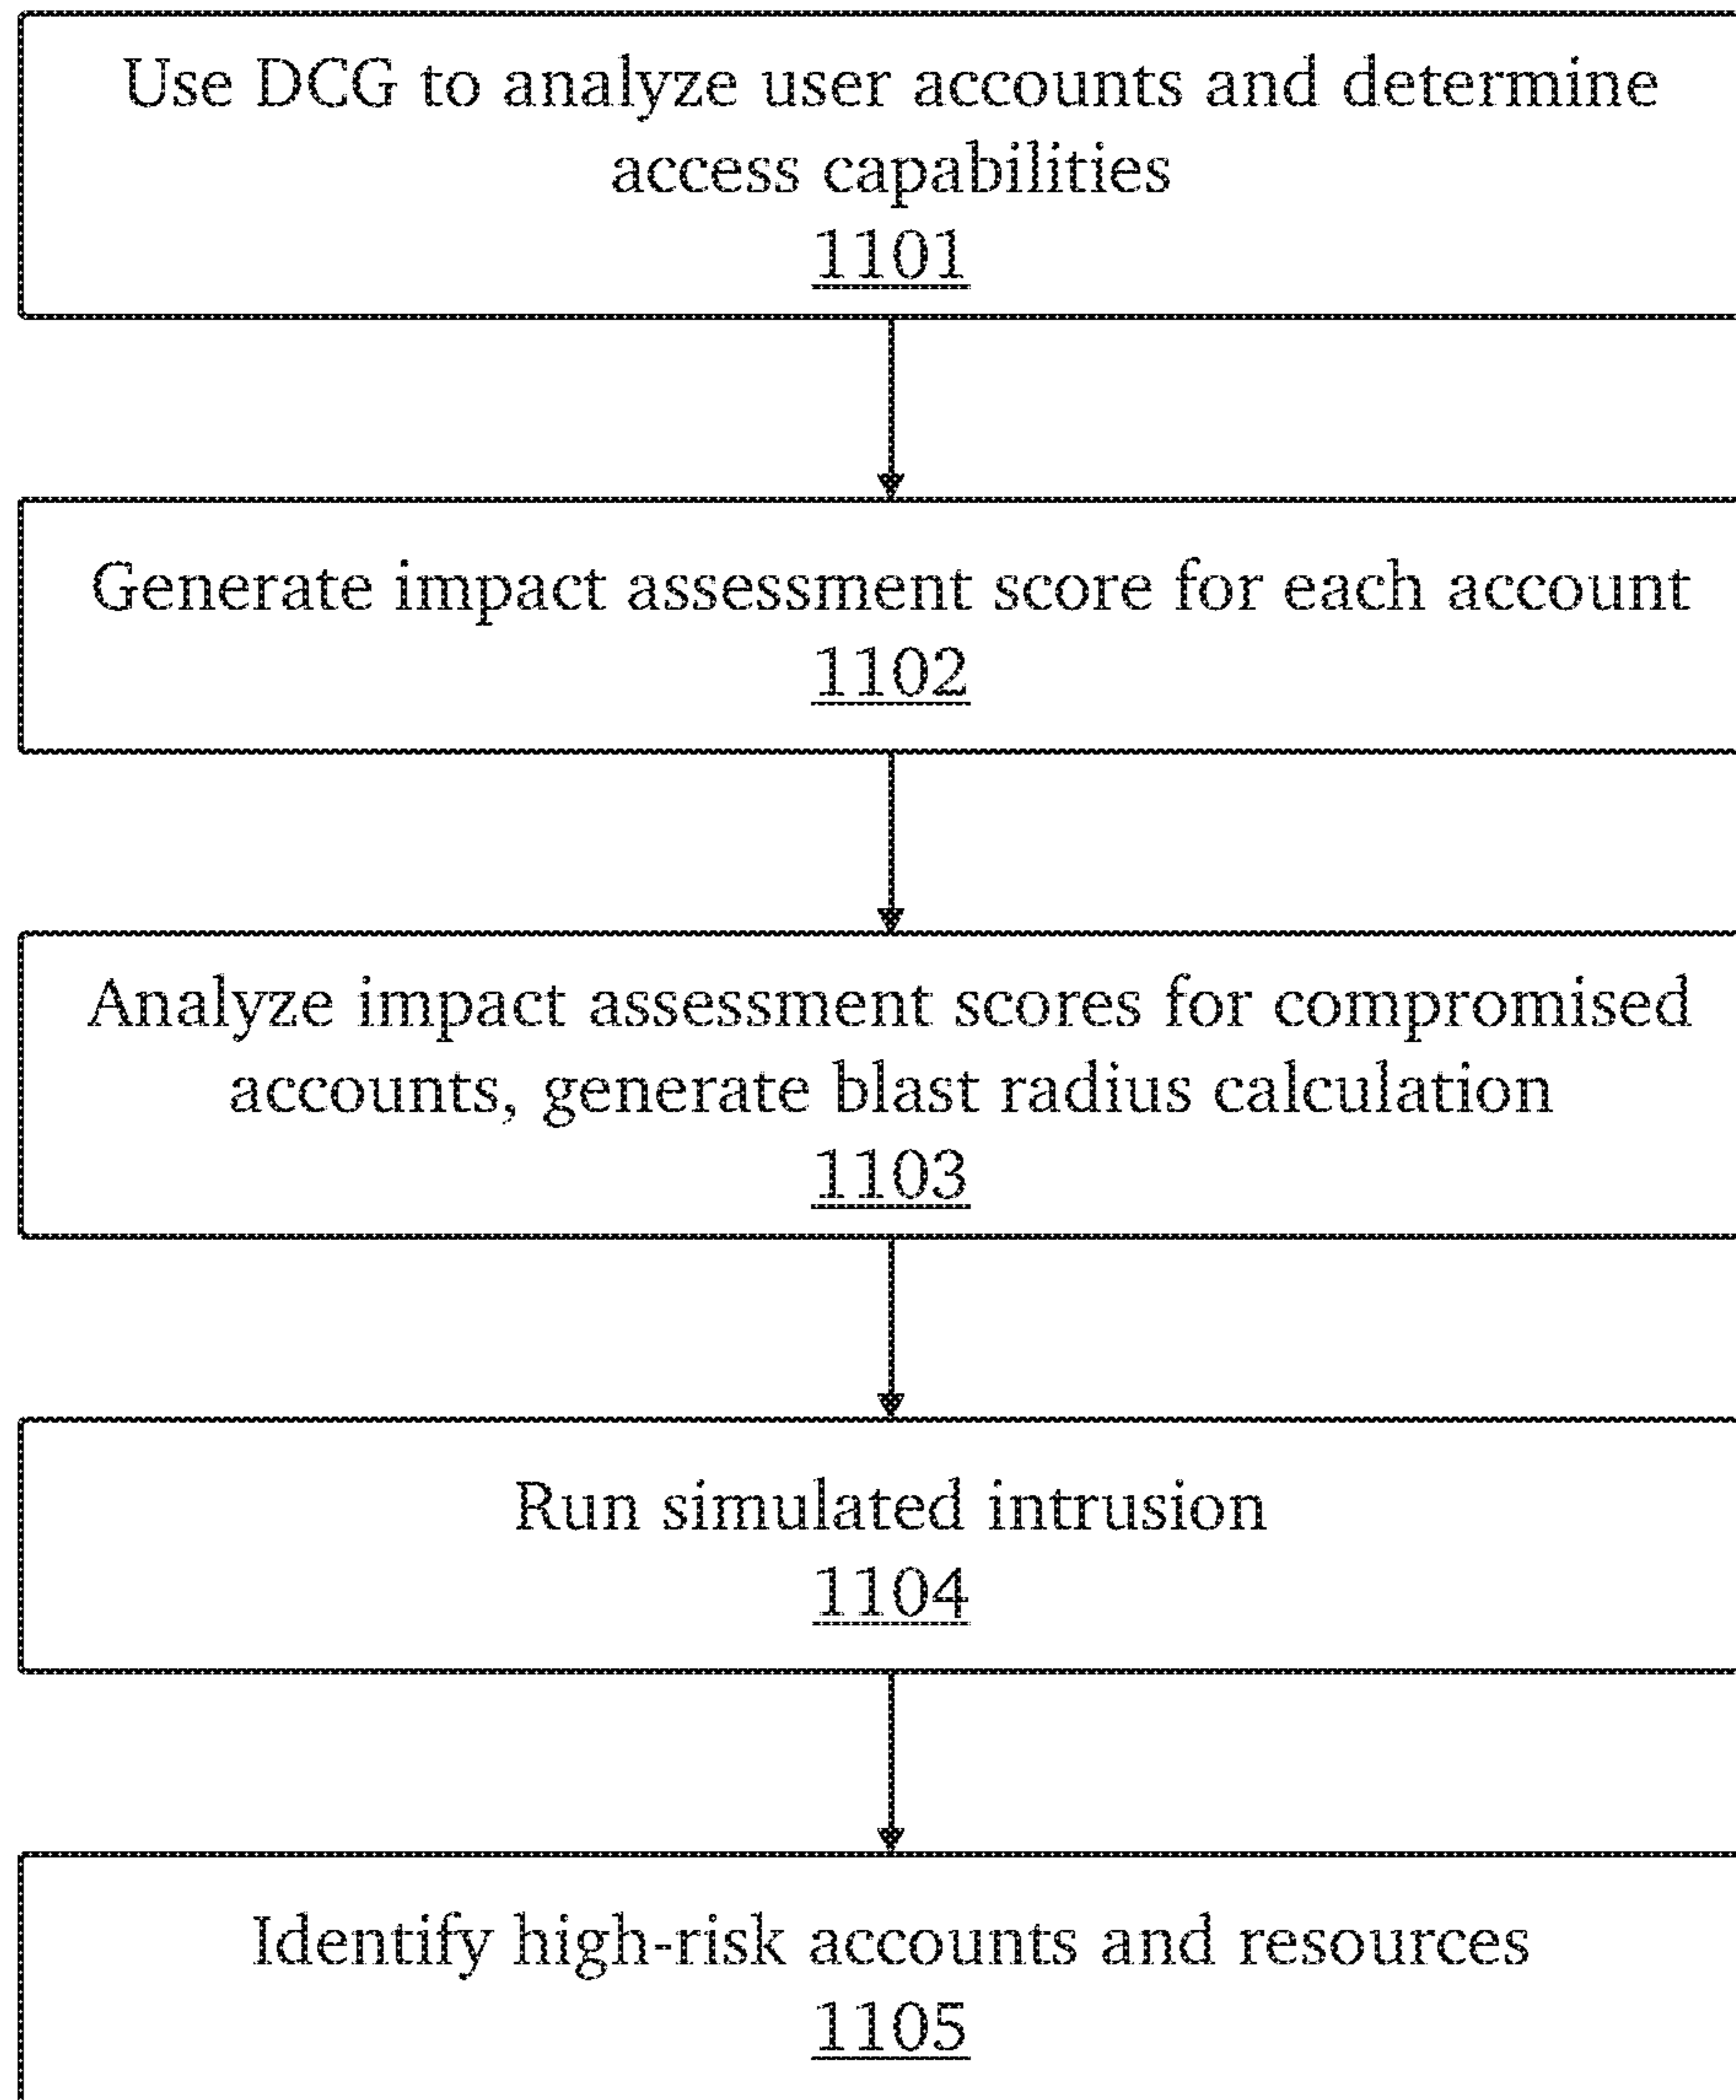 Use DCG to analyze user accounts and determine
access capabilities
1101
Generate impact assessment score for each account
1102
Analyze impact assessment scores for compromised
accounts, generate blast radius calculation
1103
Run simulated intrusion
1104
Identify high-risk accounts and resources
1105